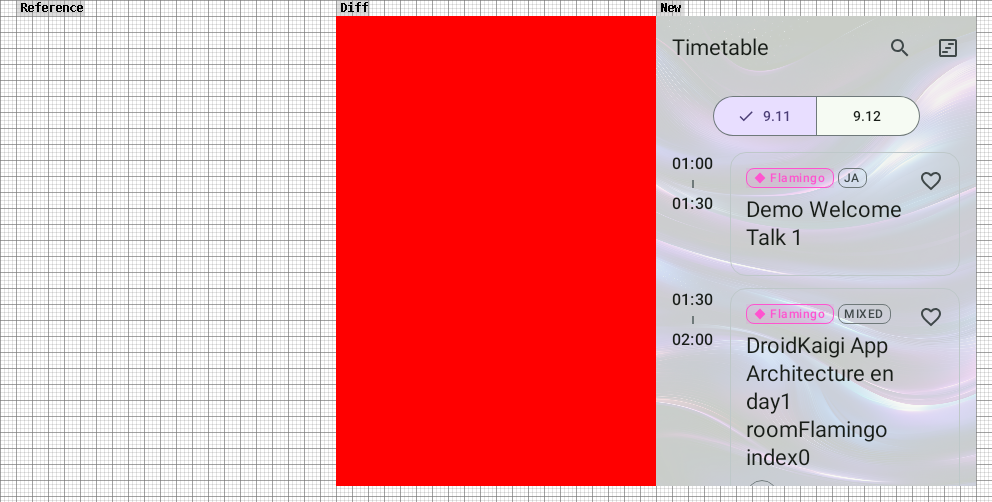 Reference
Diff
New
Timetable
9.11
9.12
01:00
01:30
Flamingo
JA
Demo Welcome
Talk 1
01:30
02:00
Flamingo
MIXED
DroidKaigi App
Architecture en
day1
roomFlamingo
index0